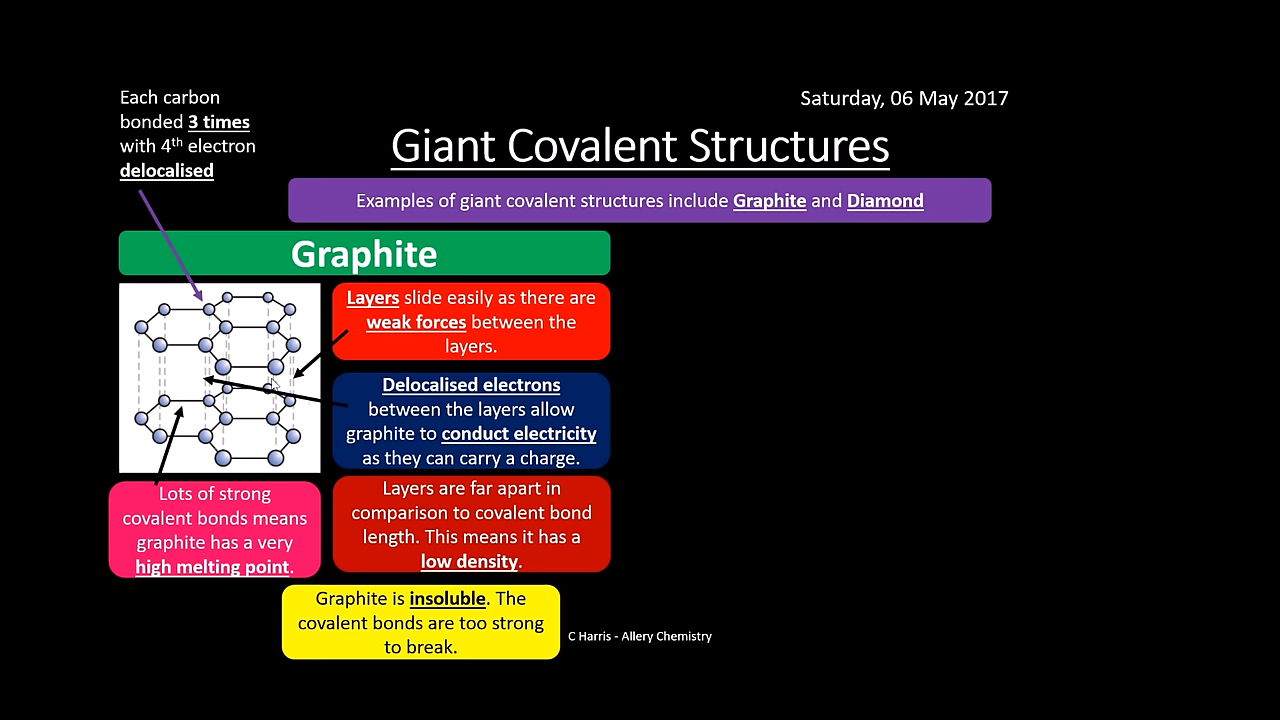 Each carbon
bonded 3 times
with 4th electron
delocalised
Saturday, 06 May 2017
Giant Covalent Structures
Examples of giant covalent structures include Graphite and Diamond
Graphite
Layers slide easily as there are
weak forces between the
layers.
Delocalised electrons
between the layers allow
graphite to conduct electricity
as they can carry a charge.
Lots of strong
covalent bonds means
graphite has a very
high melting point.
Layers are far apart in
comparison to covalent bond
length. This means it has a
low density.
Graphite is insoluble. The
covalent bonds are too strong
to break.
C Harris - Allery Chemistry